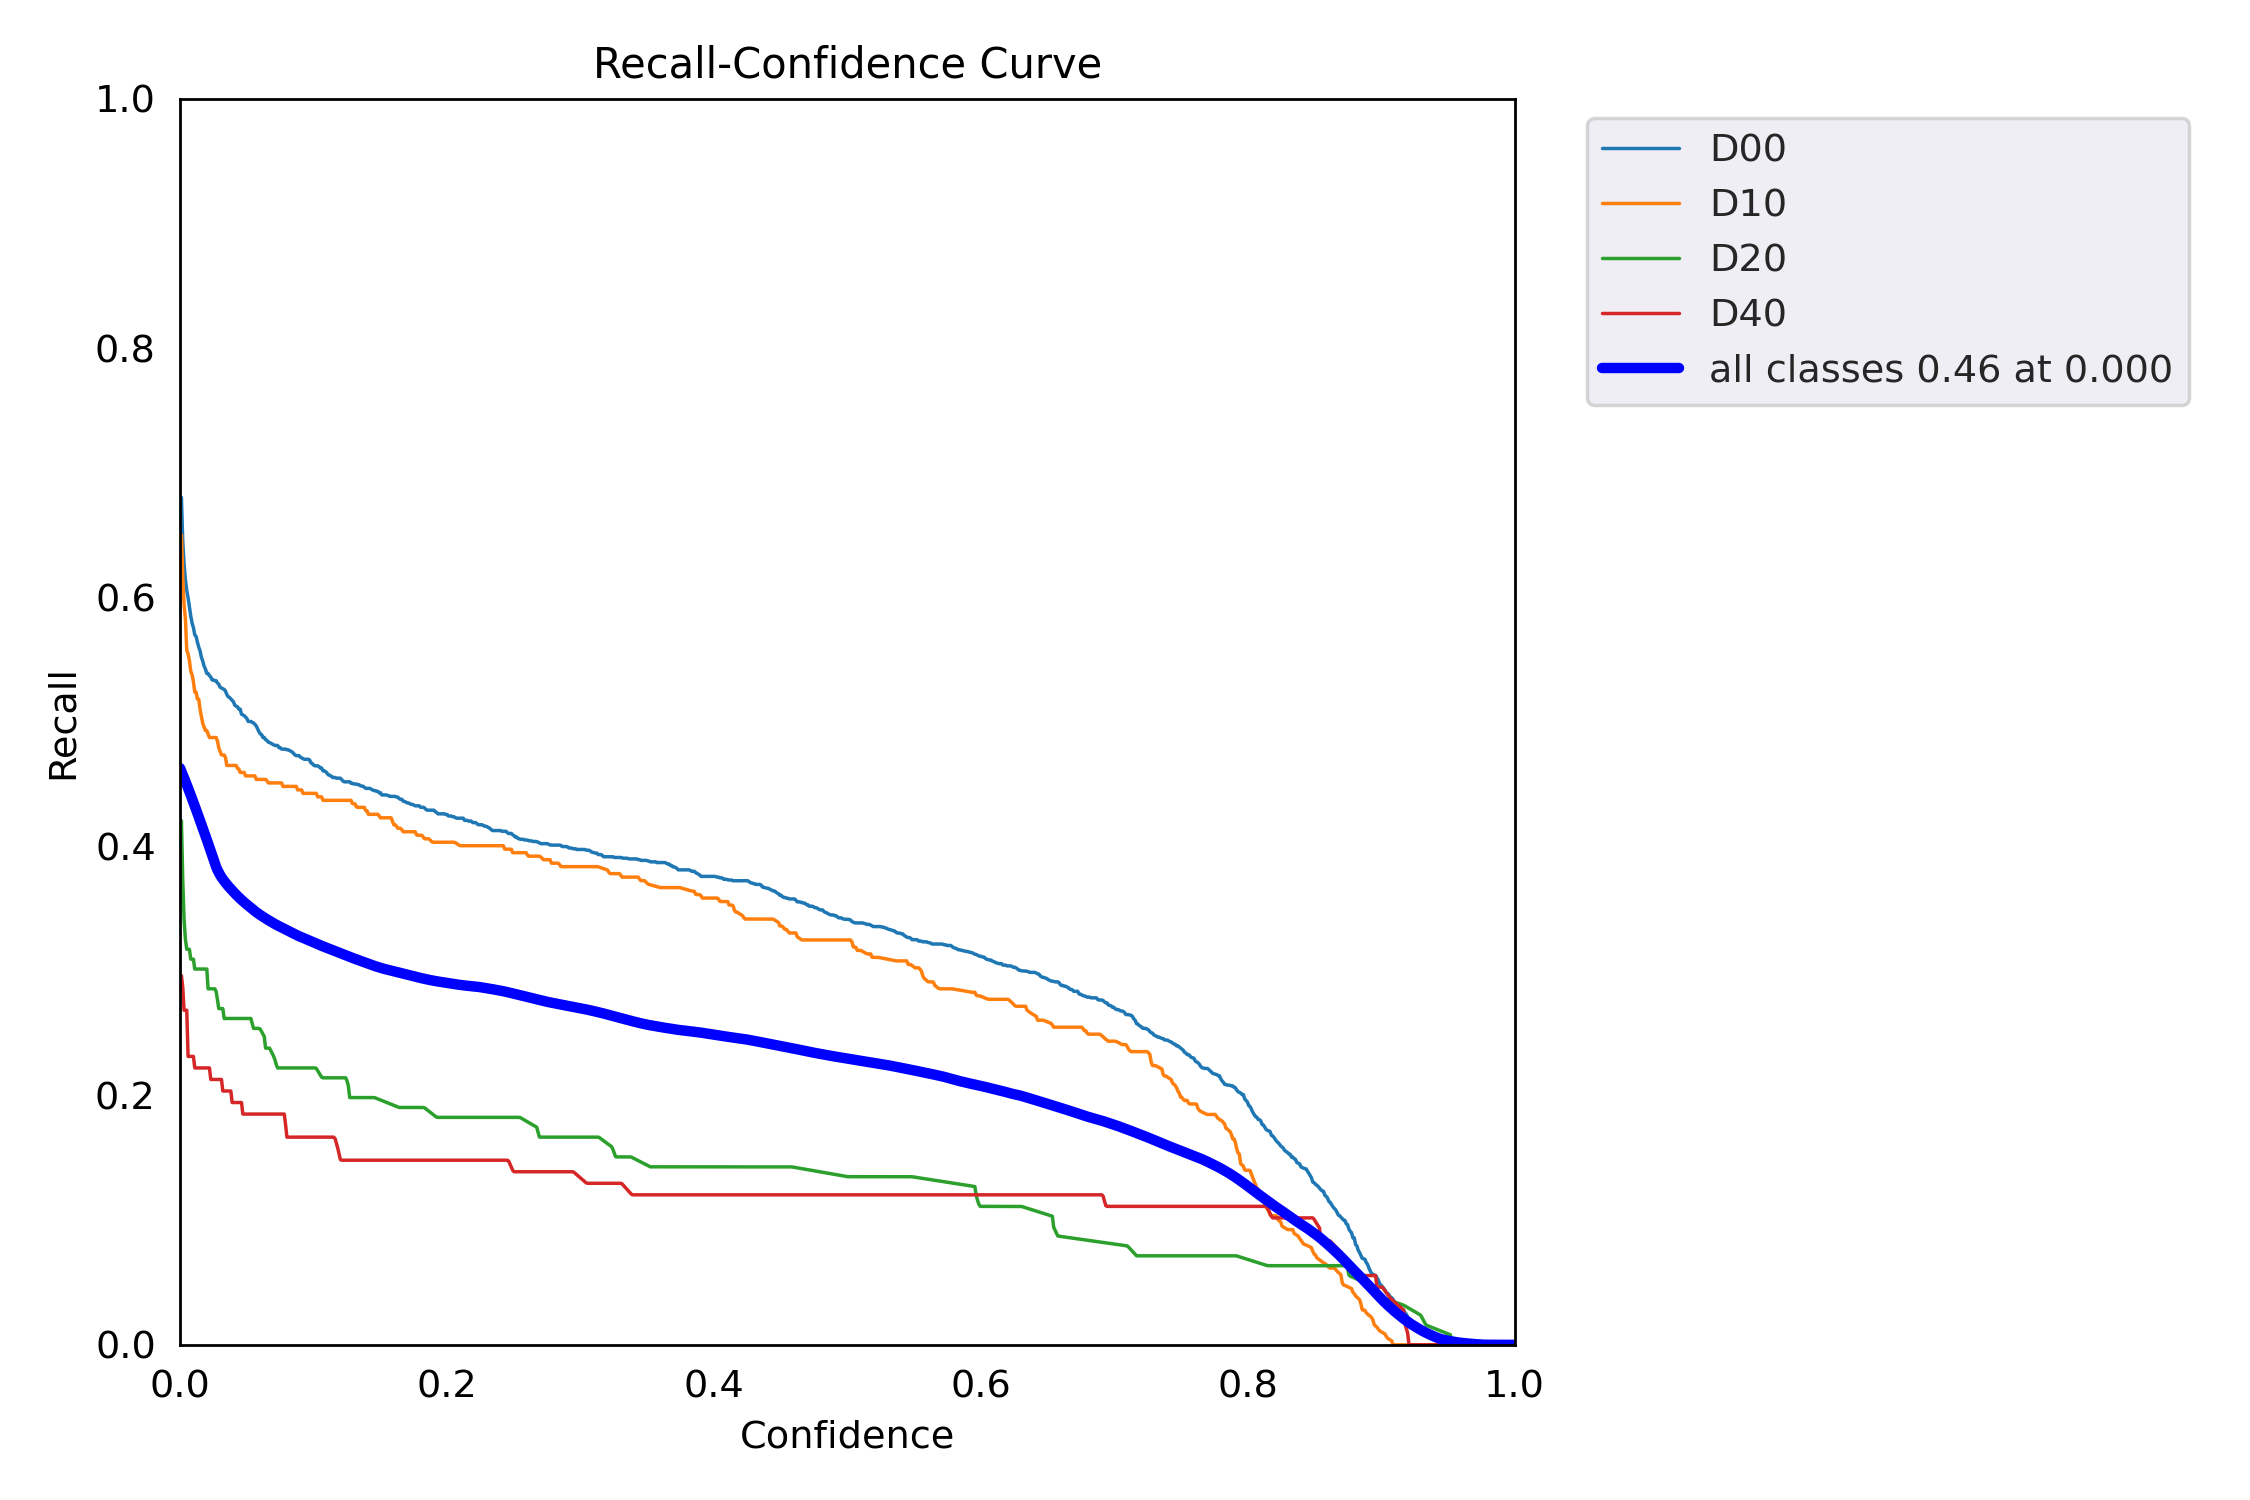 Recall-Confidence Curve
1.0
0.8
0.6
0.4
0.2
0.0
Recall
0.0 0.2 0.4 0.6 0.8 1.0
Confidence
D00
D10
D20
D40
all classes 0.46 at 0.000